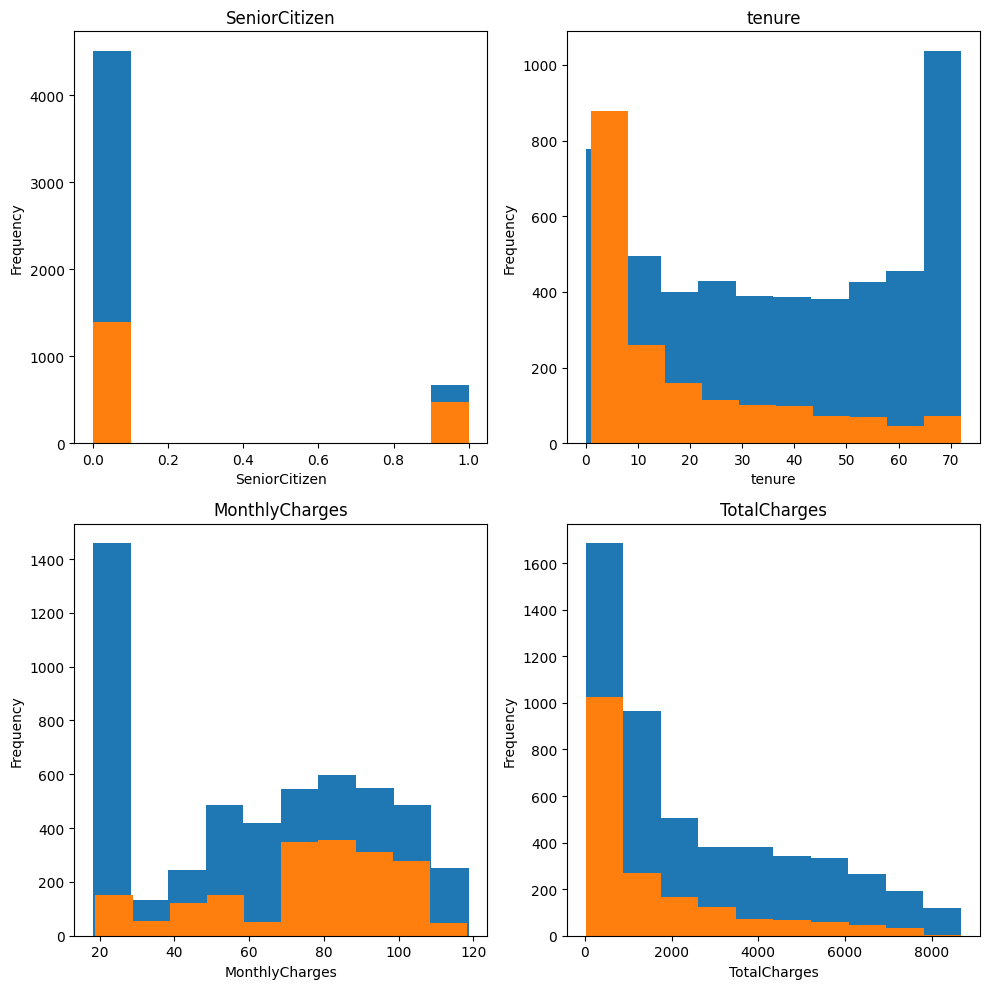 SeniorCitizen
4000
3000
2000
1000
0
Frequency
0.0 0.2 0.4 0.6 0.8 1.0
SeniorCitizen
tenure
1000
800
600
400
200
0
Frequency
0 10 20 30 40 50 60 70
tenure
MonthlyCharges
1400
1200
1000
800
600
400
200
0
Frequency
20 40 60 80 100 120
MonthlyCharges
TotalCharges
1600
1400
1200
1000
800
600
400
200
0
Frequency
0 2000 4000 6000 8000
TotalCharges